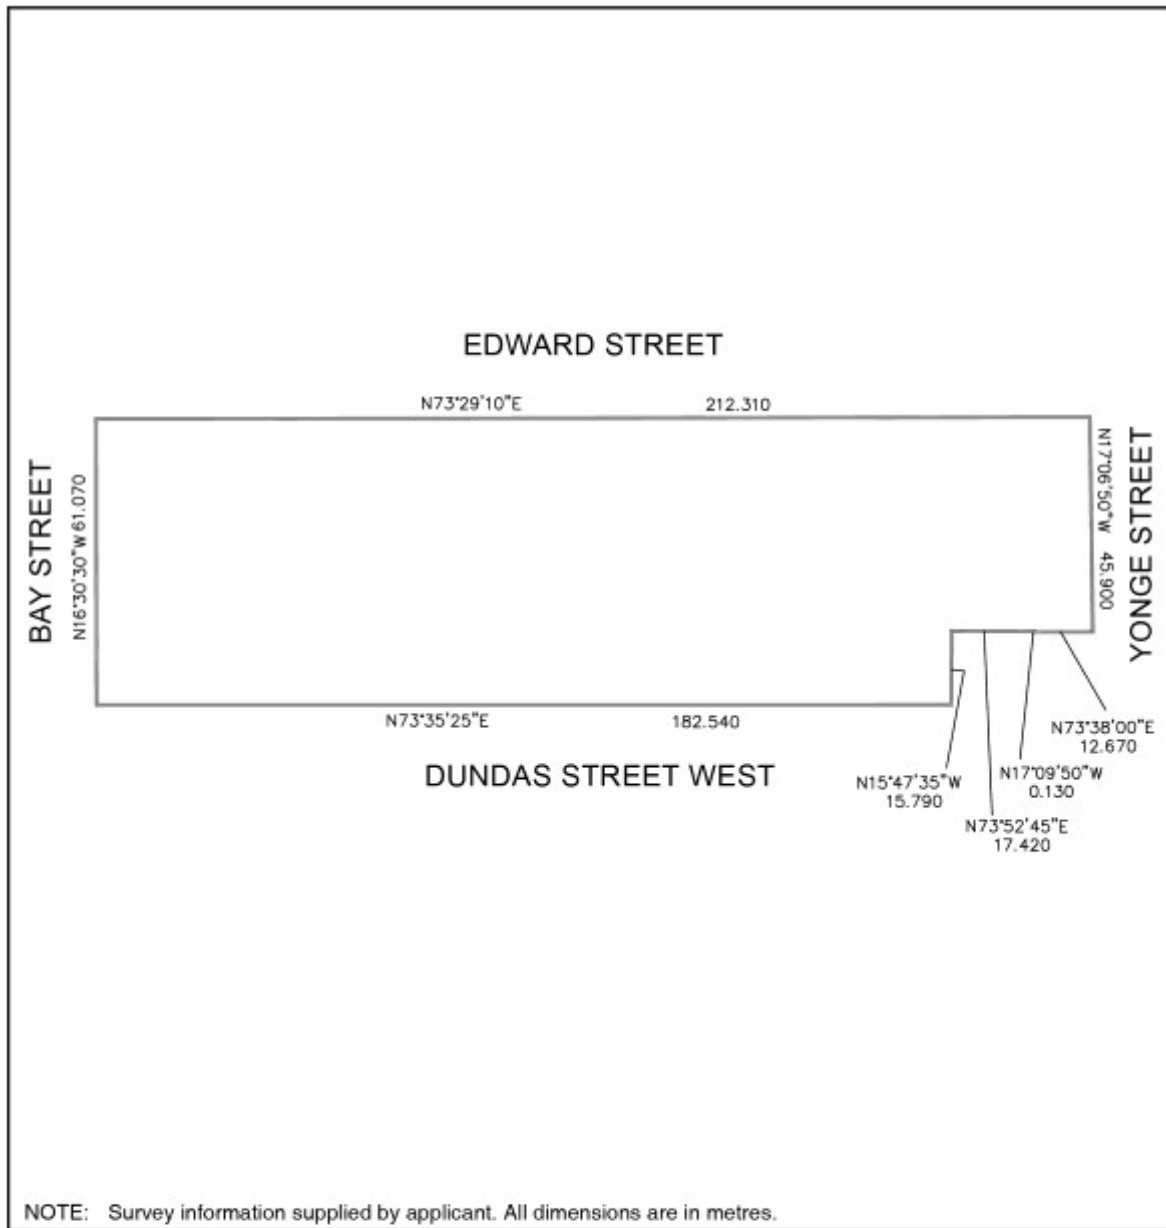 EDWARD STREET
N73°29'10"E 212.310
BAY STREET
N16°30'30"W 61.070
N17°06'50"W 45.900
YONGE STREET
N73°35'25"E 182.540
DUNDAS STREET WEST
N15°47'35"W
15.790
N73°52'45"E
17.420
N17°09'50"W
0.130
N73°38'00"E
12.670
NOTE: Survey information supplied by applicant. All dimensions are in metres.